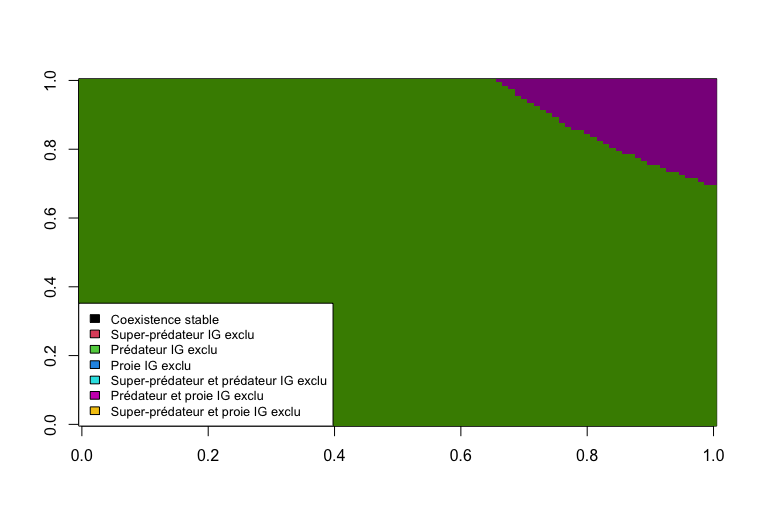 1.0
0.8
0.6
0.4
0.2
0.0
Coexistence stable
Super-prédateur IG exclu
Prédateur IG exclu
Proie IG exclu
Super-prédateur et prédateur IG exclu
Prédateur et proie IG exclu
Super-prédateur et proie IG exclu
0.0 0.2 0.4 0.6 0.8 1.0